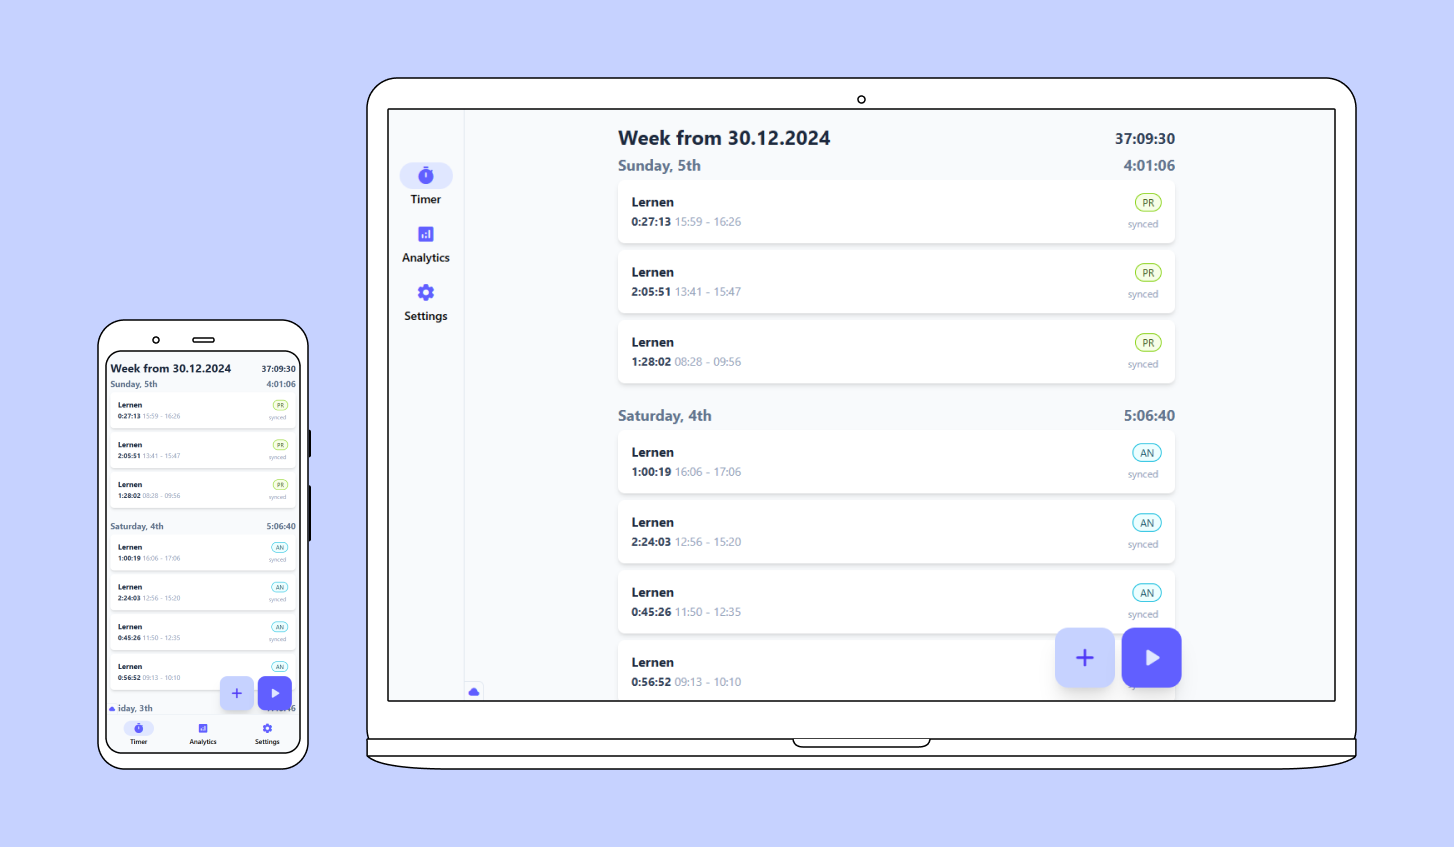 Week from 30.12.2024 37:09:30
Sunday, 5th 4:01:06
Lernen PR
0:27:13 15:59 - 16:26 synced
Lernen PR
2:05:51 13:41 - 15:47 synced
Lernen PR
1:28:02 08:28 - 09:56 synced
Saturday, 4th 5:06:40
Lernen AN
1:00:19 16:06 - 17:06 synced
Lernen AN
2:24:03 12:56 - 15:20 synced
Lernen AN
0:45:26 11:50 - 12:35 synced
Lernen AN
0:56:52 09:13 - 10:10
iday, 3th
Timer Analytics Settings
Timer
Analytics
Settings
Week from 30.12.2024 37:09:30
Sunday, 5th 4:01:06
Lernen PR
0:27:13 15:59 - 16:26 synced
Lernen PR
2:05:51 13:41 - 15:47 synced
Lernen PR
1:28:02 08:28 - 09:56 synced
Saturday, 4th 5:06:40
Lernen AN
1:00:19 16:06 - 17:06 synced
Lernen AN
2:24:03 12:56 - 15:20 synced
Lernen AN
0:45:26 11:50 - 12:35 synced
Lernen
0:56:52 09:13 - 10:10